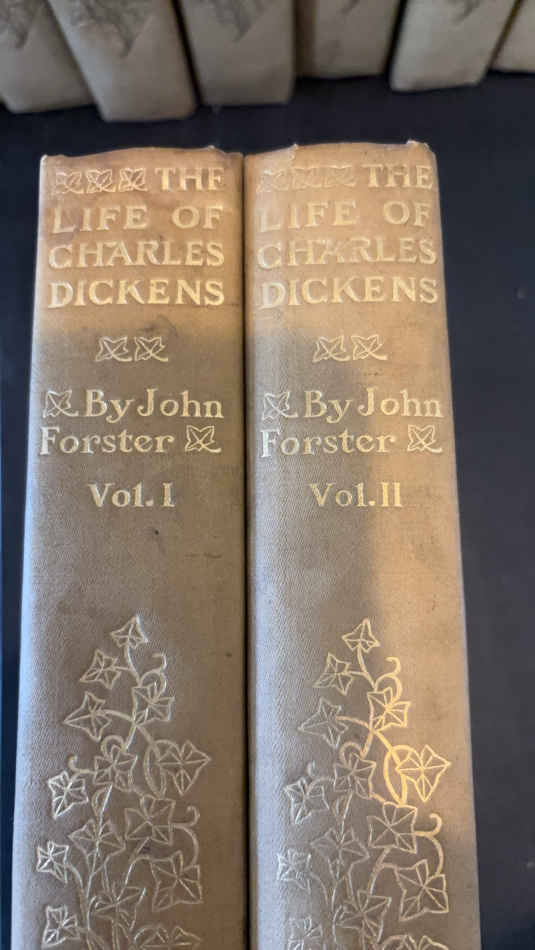 THE
LIFE OF
CHARLES
DICKENS
By John
Forster
Vol. I
THE
LIFE OF
CHARLES
DICKENS
By John
Forster
Vol. II